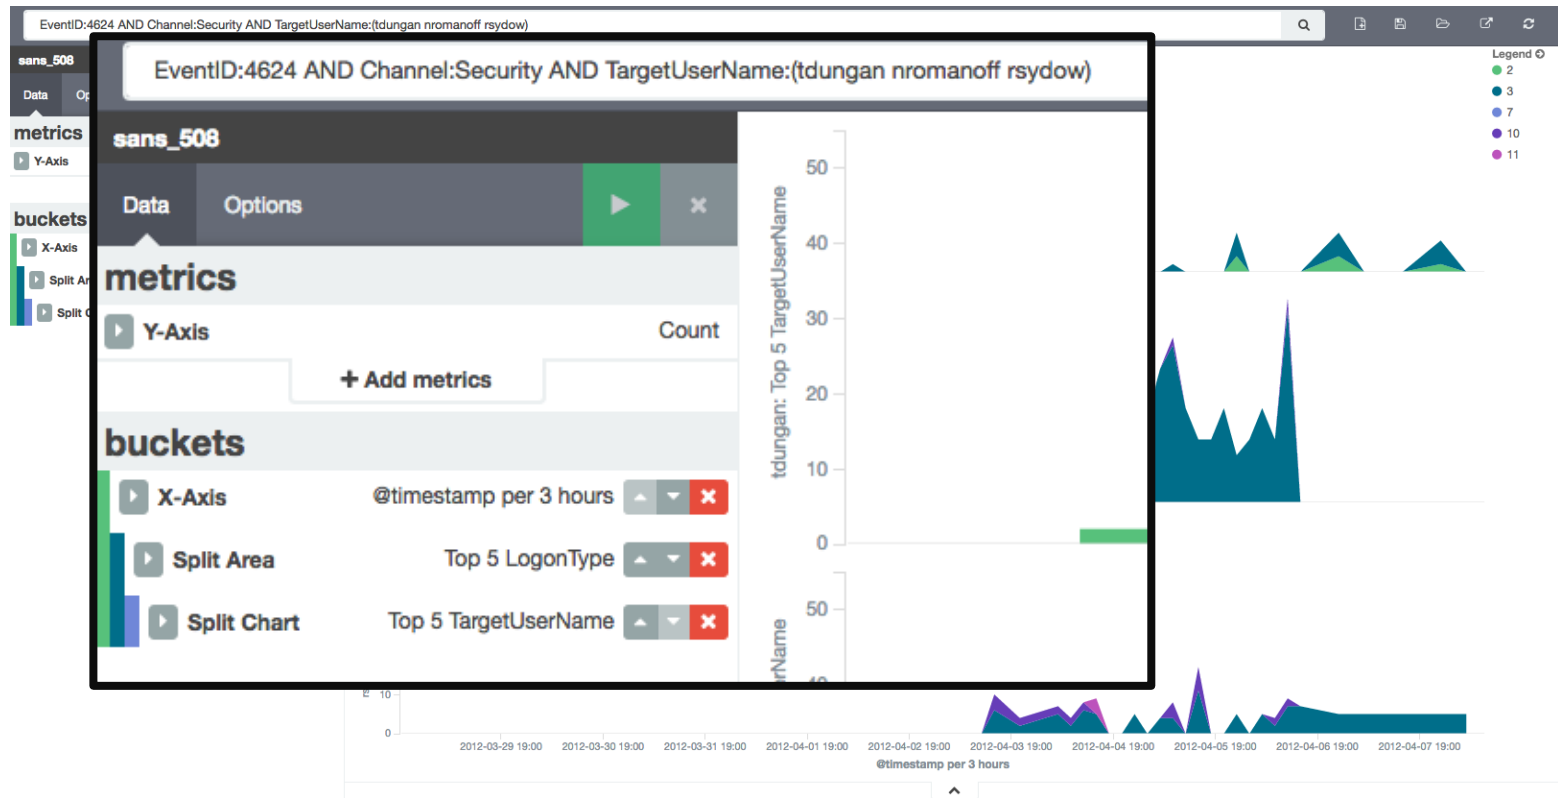 EventID:4624 AND Channel:Security AND TargetUserName:(tdungan nromanoff rsydow)
sans_508
Data
metrics
Y-Axis
buckets
X-Axis
Split
Split
EventID:4624 AND Channel:Security AND TargetUserName:(tdungan nromanoff rsydow)
sans_508
Data Options
metrics
Y-Axis Count
+ Add metrics
buckets
X-Axis @timestamp per 3 hours
Split Area Top 5 LogonType
Split Chart Top 5 TargetUserName
tdungan: Top 5 TargetUserName
50
40
30
20
10
0
50
Legend
2
3
7
10
11
10
0
2012-03-29 19:00 2012-03-30 19:00 2012-03-31 19:00 2012-04-01 19:00 2012-04-02 19:00 2012-04-03 19:00 2012-04-04 19:00 2012-04-05 19:00 2012-04-06 19:00 2012-04-07 19:00
@timestamp per 3 hours